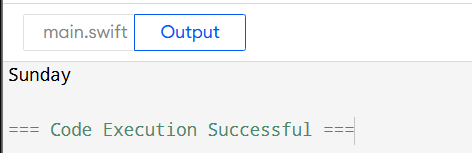 main.swift Output
Sunday
=== Code Execution Successful ===